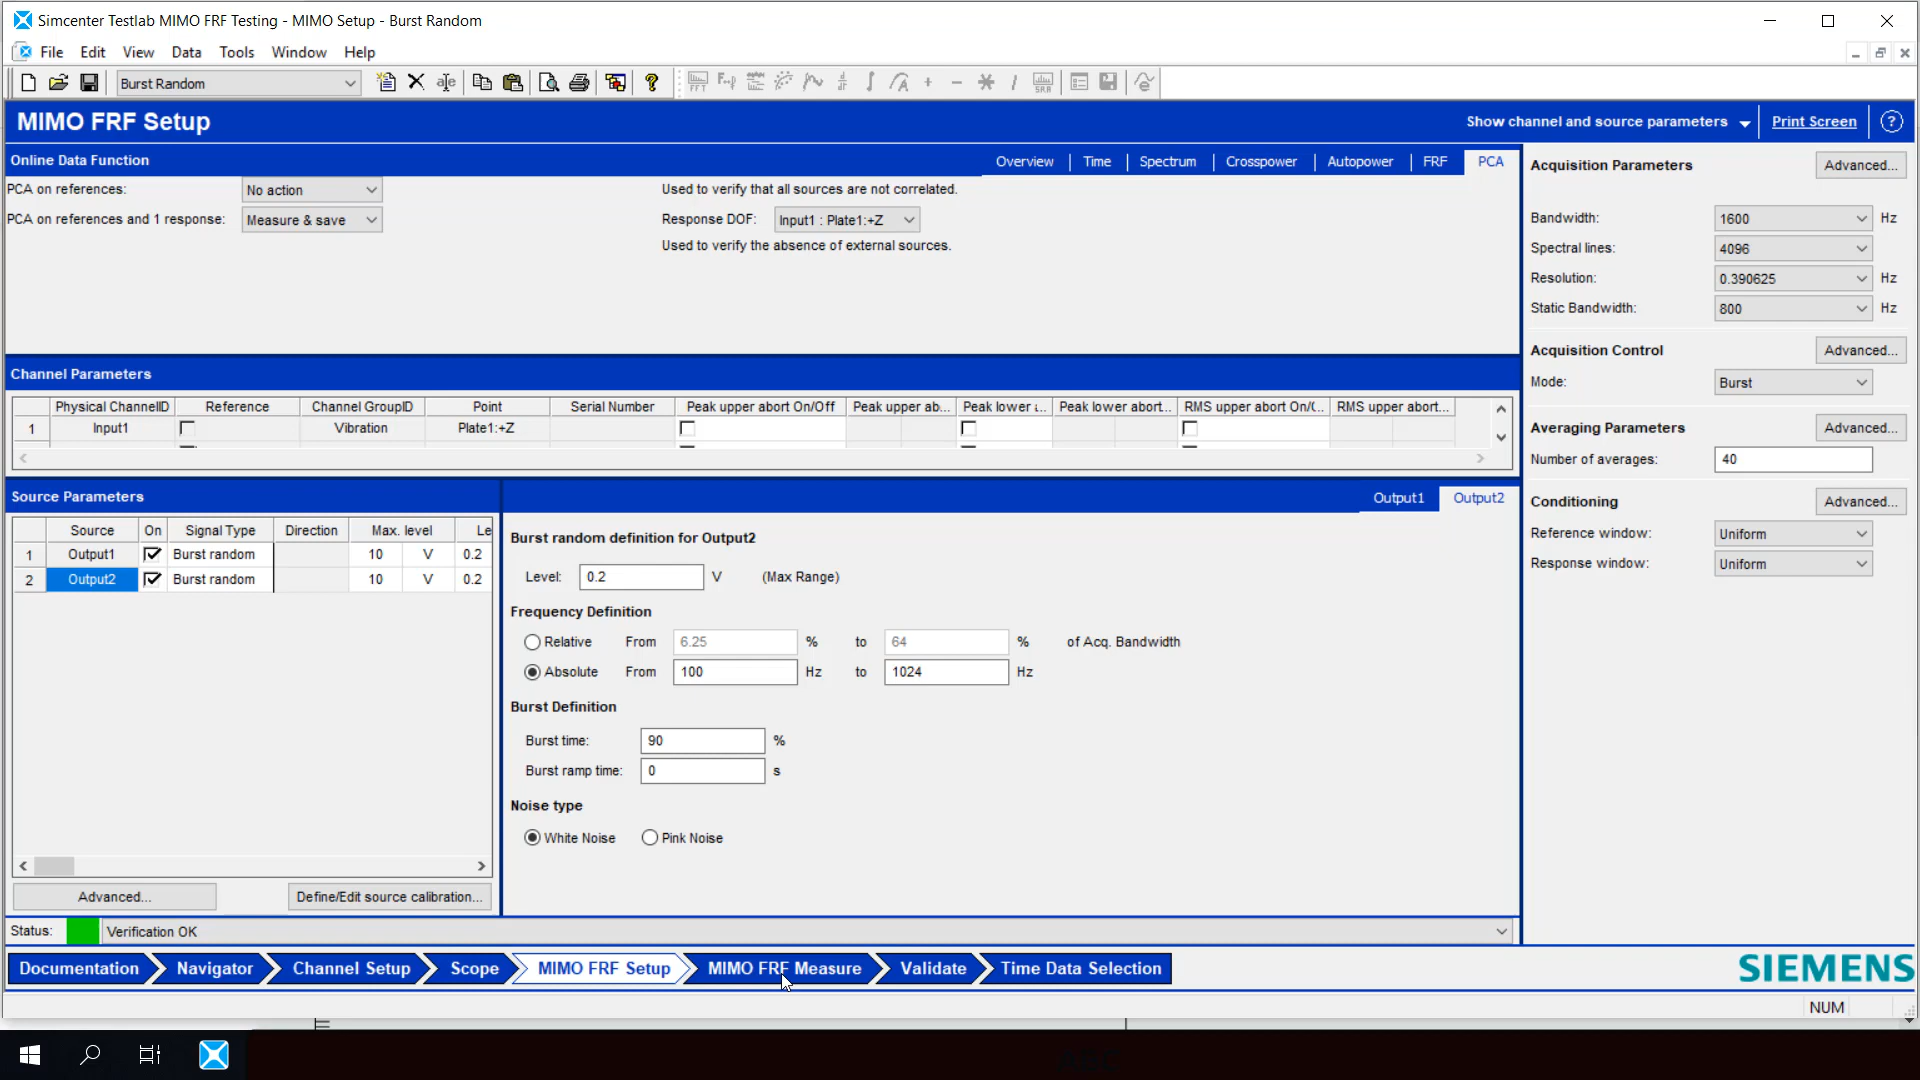 Simcenter Testlab MIMO FRF Testing - MIMO Setup - Burst Random
File Edit View Data Tools Window Help
Burst Random
MIMO FRF Setup
Show channel and source parameters Print Screen
Online Data Function
Overview Time Spectrum Crosspower Autopower FRF PCA
PCA on references: No action Used to verify that all sources are not correlated.
PCA on references and 1 response: Measure & save Response DOF: Input1 : Plate1:+Z
Used to verify the absence of external sources.
Channel Parameters
Physical ChannelID Reference Channel GroupID Point Serial Number Peak upper abort On/Off Peak upper ab... Peak lower Peak lower abort... RMS upper abort On/(... RMS upper abort...
1 Input1 Vibration Plate1:+Z
Source Parameters
Source On Signal Type Direction Max. level Le
1 Output1 Burst random 10 V 0.2
2 Output2 Burst random 10 V 0.2
Advanced... Define/Edit source calibration...
Output1 Output2
Burst random definition for Output2
Level: 0.2 V (Max Range)
Frequency Definition
Relative From 6.25 % to 64 % of Acq. Bandwidth
Absolute From 100 Hz to 1024 Hz
Burst Definition
Burst time: 90 %
Burst ramp time: 0 s
Noise type
White Noise Pink Noise
Acquisition Parameters Advanced...
Bandwidth: 1600 Hz
Spectral lines: 4096
Resolution: 0.390625 Hz
Static Bandwidth: 800 Hz
Acquisition Control Advanced...
Mode: Burst
Averaging Parameters Advanced...
Number of averages: 40
Conditioning Advanced...
Reference window: Uniform
Response window: Uniform
Status: Verification OK
Documentation Navigator Channel Setup Scope MIMO FRF Setup MIMO FRF Measure Validate Time Data Selection
SIEMENS
NUM